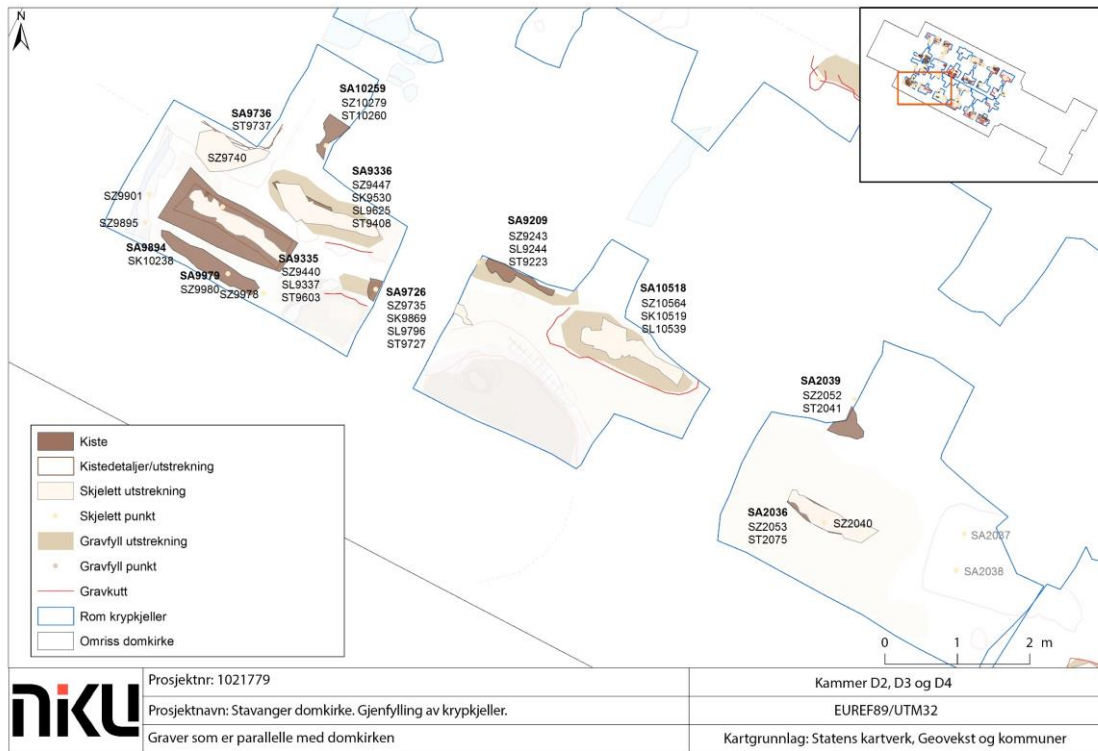 N
SA9736
ST9737
SZ9740
SA10259
SZ10279
ST10260
SA9336
SZ9447
SK9530
SL9625
ST9408
SZ9901
SZ9895
SA9894
SK10238
SA9979
SZ9980
SZ9978
SA9335
SZ9440
SL9337
ST9603
SA9726
SZ9735
SK9869
SL9796
ST9727
SA9209
SZ9243
SL9244
ST9223
SA10518
SZ10564
SK10519
SL10539
SA2039
SZ2052
ST2041
SA2036
SZ2053
ST2075
SZ2040
SA2037
SA2038
Kiste
Kistedetaljer/utstrekning
Skjelett utstrekning
Skjelett punkt
Gravfyll utstrekning
Gravfyll punkt
Gravkutt
Rom krypkjeller
Omriss domkirke
0 1 2 m
NIKU
Prosjektnr: 1021779
Kammer D2, D3 og D4
Prosjektnavn: Stavanger domkirke. Gjenfylling av krypkjeller.
EUREF89/UTM32
Graver som er parallelle med domkirken
Kartgrunnlag: Statens kartverk, Geovekst og kommuner